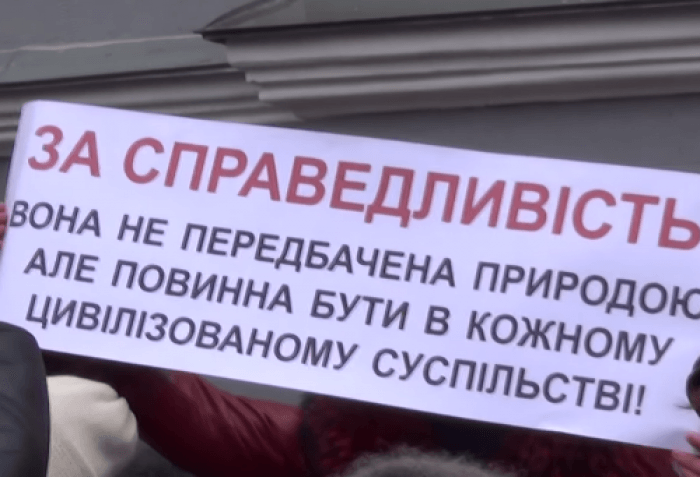 ЗА СПРАВЕДЛИВІСТЬ
ВОНА НЕ ПЕРЕДБАЧЕНА ПРИРОДОЮ
АЛЕ ПОВИННА БУТИ В КОЖНОМУ
ЦИВІЛІЗОВАНОМУ СУСПІЛЬСТВІ!